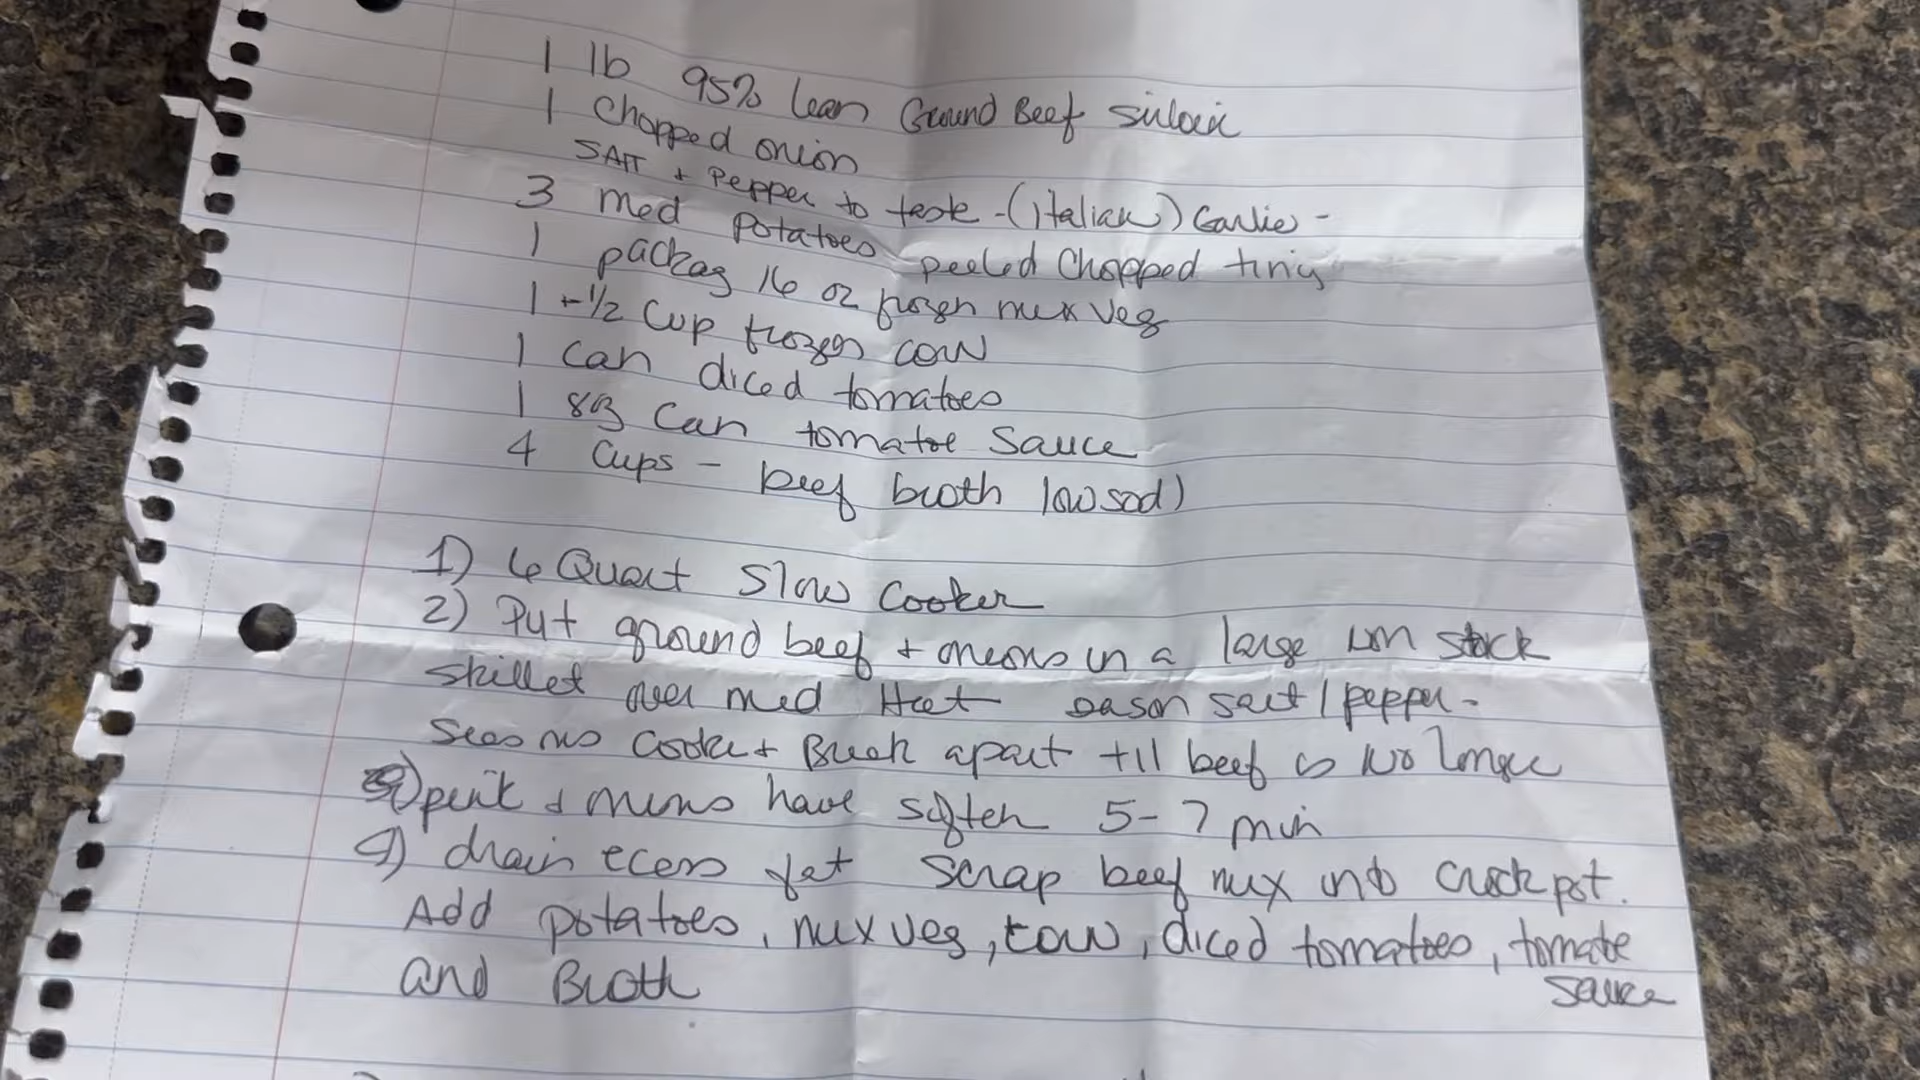 1 lb 95% lean Ground Beef Sirloin
1 Chopped onion
SAlT + Pepper to taste - (italian) Garlic -
3 med Potatoes peeled Chopped tiny
1 packag 16 oz frozen mix Veg
1 + 1/2 Cup frozen corn
1 Can diced tomatoes
1 8oz Can tomatoe Sauce
4 Cups - beef broth low sod)
1) 6 Quart Slow Cooker
2) Put ground beef + onions in a large non stick
skillet over med Heat season salt / pepper -
Cook + Break apart till beef is no longer
pink + onions have soften 5-7 min
4) drain excess fat Scrap beef mix into Crock pot.
Add potatoes, mix veg, corn, diced tomatoes, tomatoe
sauce
and Broth